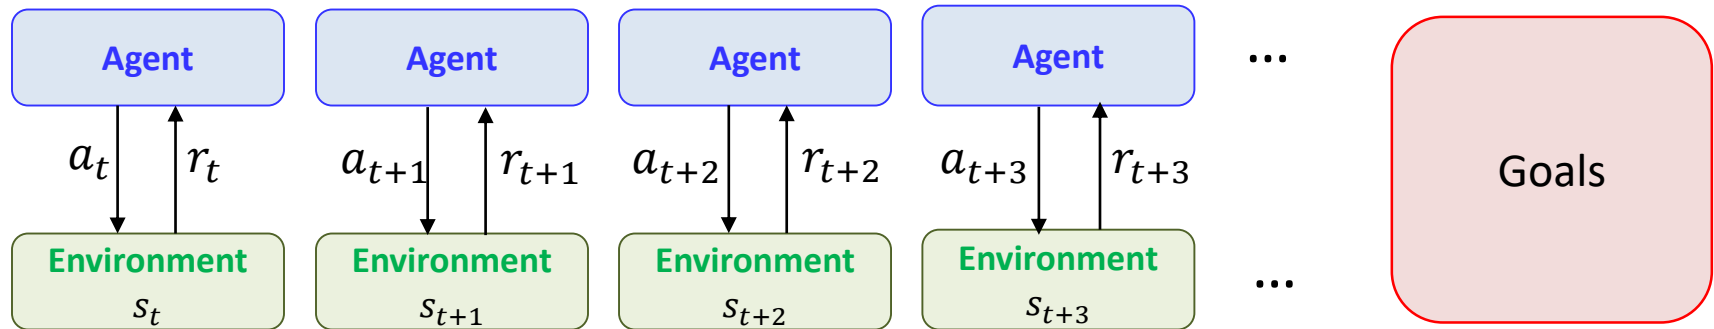 Agent Agent Agent Agent ...
a_t r_t a_{t+1} r_{t+1} a_{t+2} r_{t+2} a_{t+3} r_{t+3}
Goals
Environment Environment Environment Environment ...
s_t s_{t+1} s_{t+2} s_{t+3}